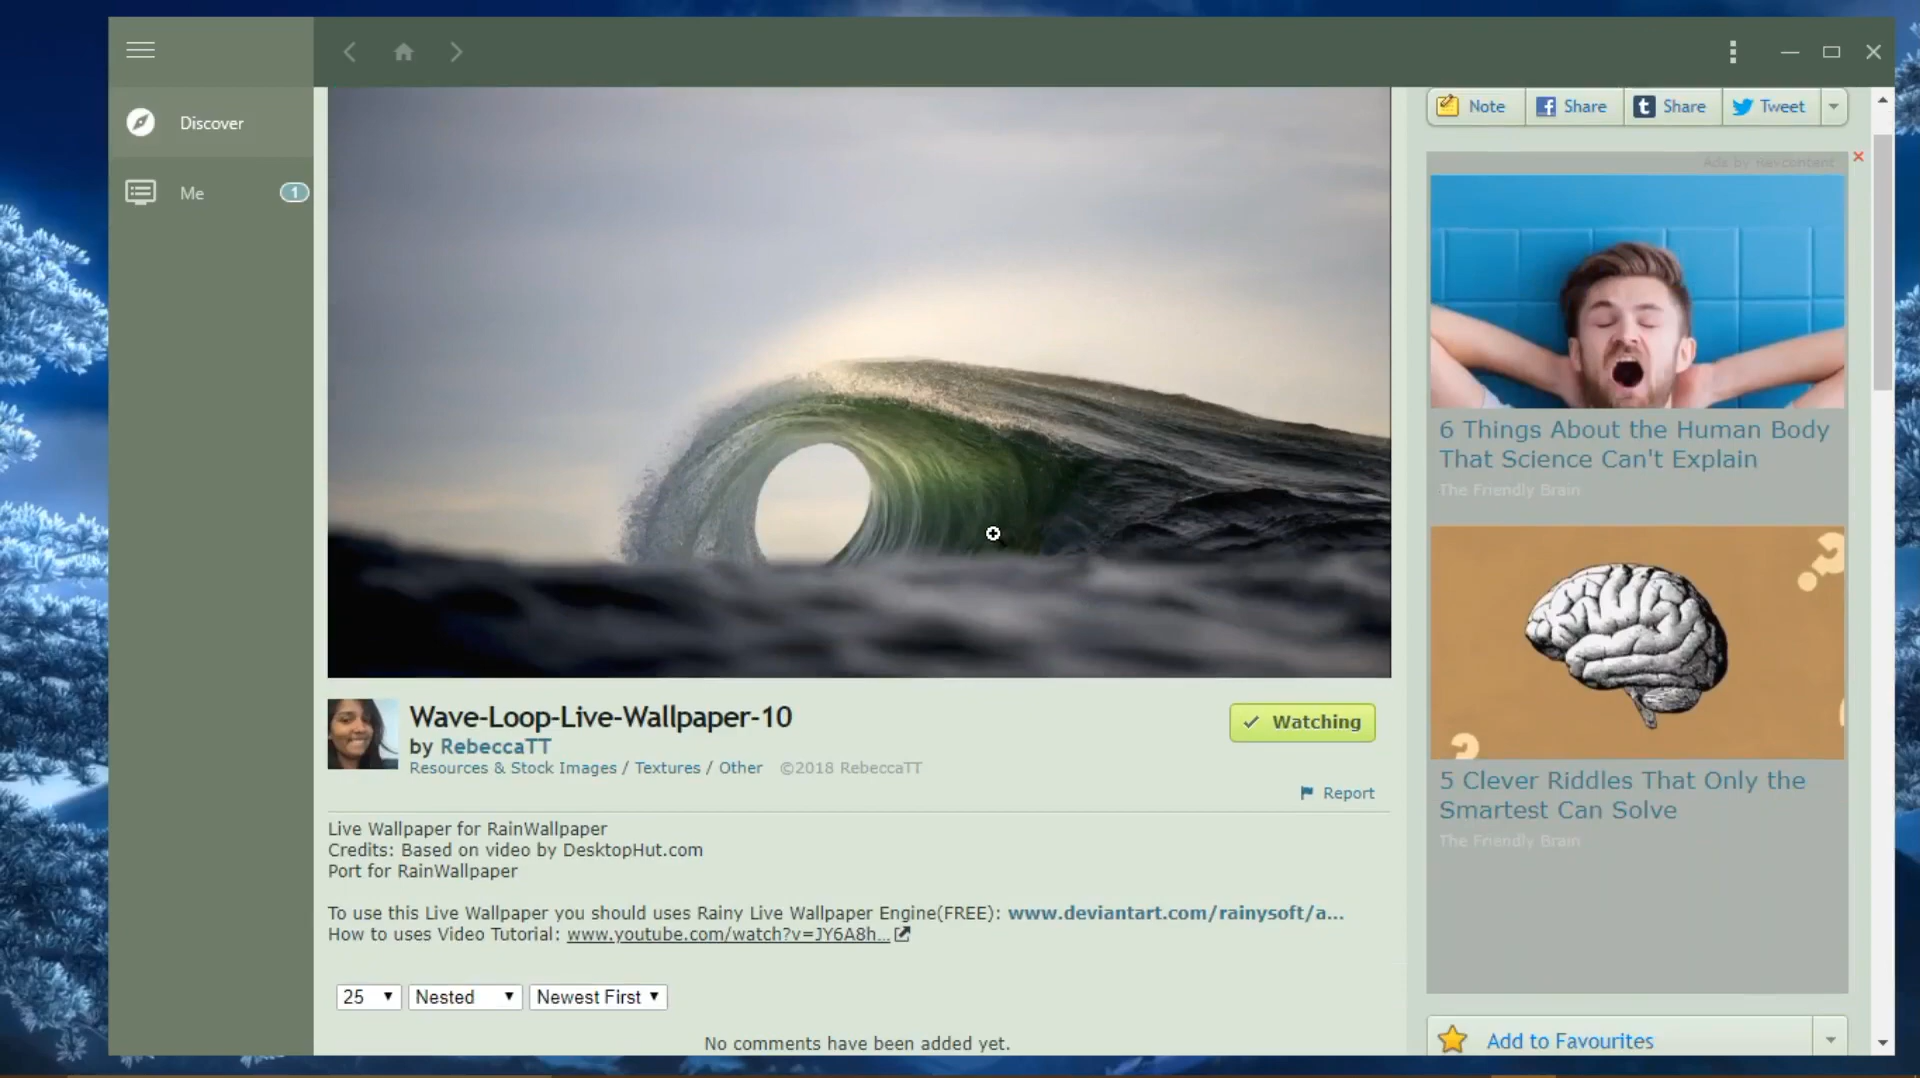 Discover
Me
1
Note
Share
Share
Tweet
Ads by Revcontent
6 Things About the Human Body
That Science Can't Explain
The Friendly Brain
5 Clever Riddles That Only the
Smartest Can Solve
The Friendly Brain
Add to Favourites
Wave-Loop-Live-Wallpaper-10
by RebeccaTT
Resources & Stock Images / Textures / Other ©2018 RebeccaTT
Watching
Report
Live Wallpaper for RainWallpaper
Credits: Based on video by DesktopHut.com
Port for RainWallpaper
To use this Live Wallpaper you should uses Rainy Live Wallpaper Engine(FREE): www.deviantart.com/rainysoft/a...
How to uses Video Tutorial: www.youtube.com/watch?v=JY6A8h...
25 Nested Newest First
No comments have been added yet.